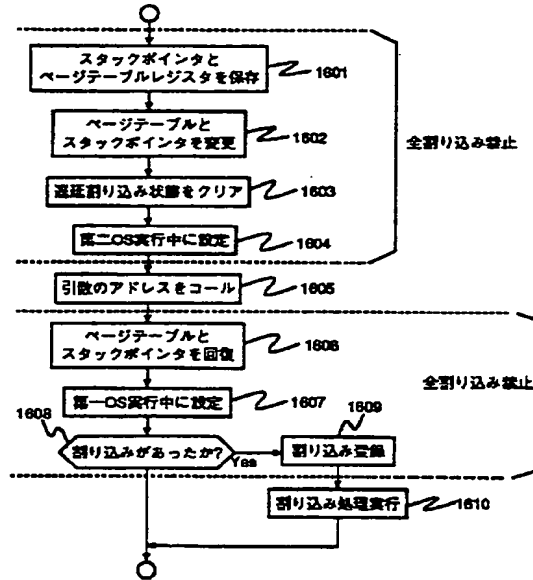 スタックポインタと
ページテーブルレジスタを保存
1601
ページテーブルと
スタックポインタを変更
1602
全割り込み禁止
遅延割り込み状態をクリア
1603
第二OS実行中に設定
1604
引数のアドレスをコール
1605
ページテーブルと
スタックポインタを回復
1606
全割り込み禁止
第一OS実行中に設定
1607
1608
1609
割り込みがあったか?
Yes
割り込み登録
割り込み処理実行
1610